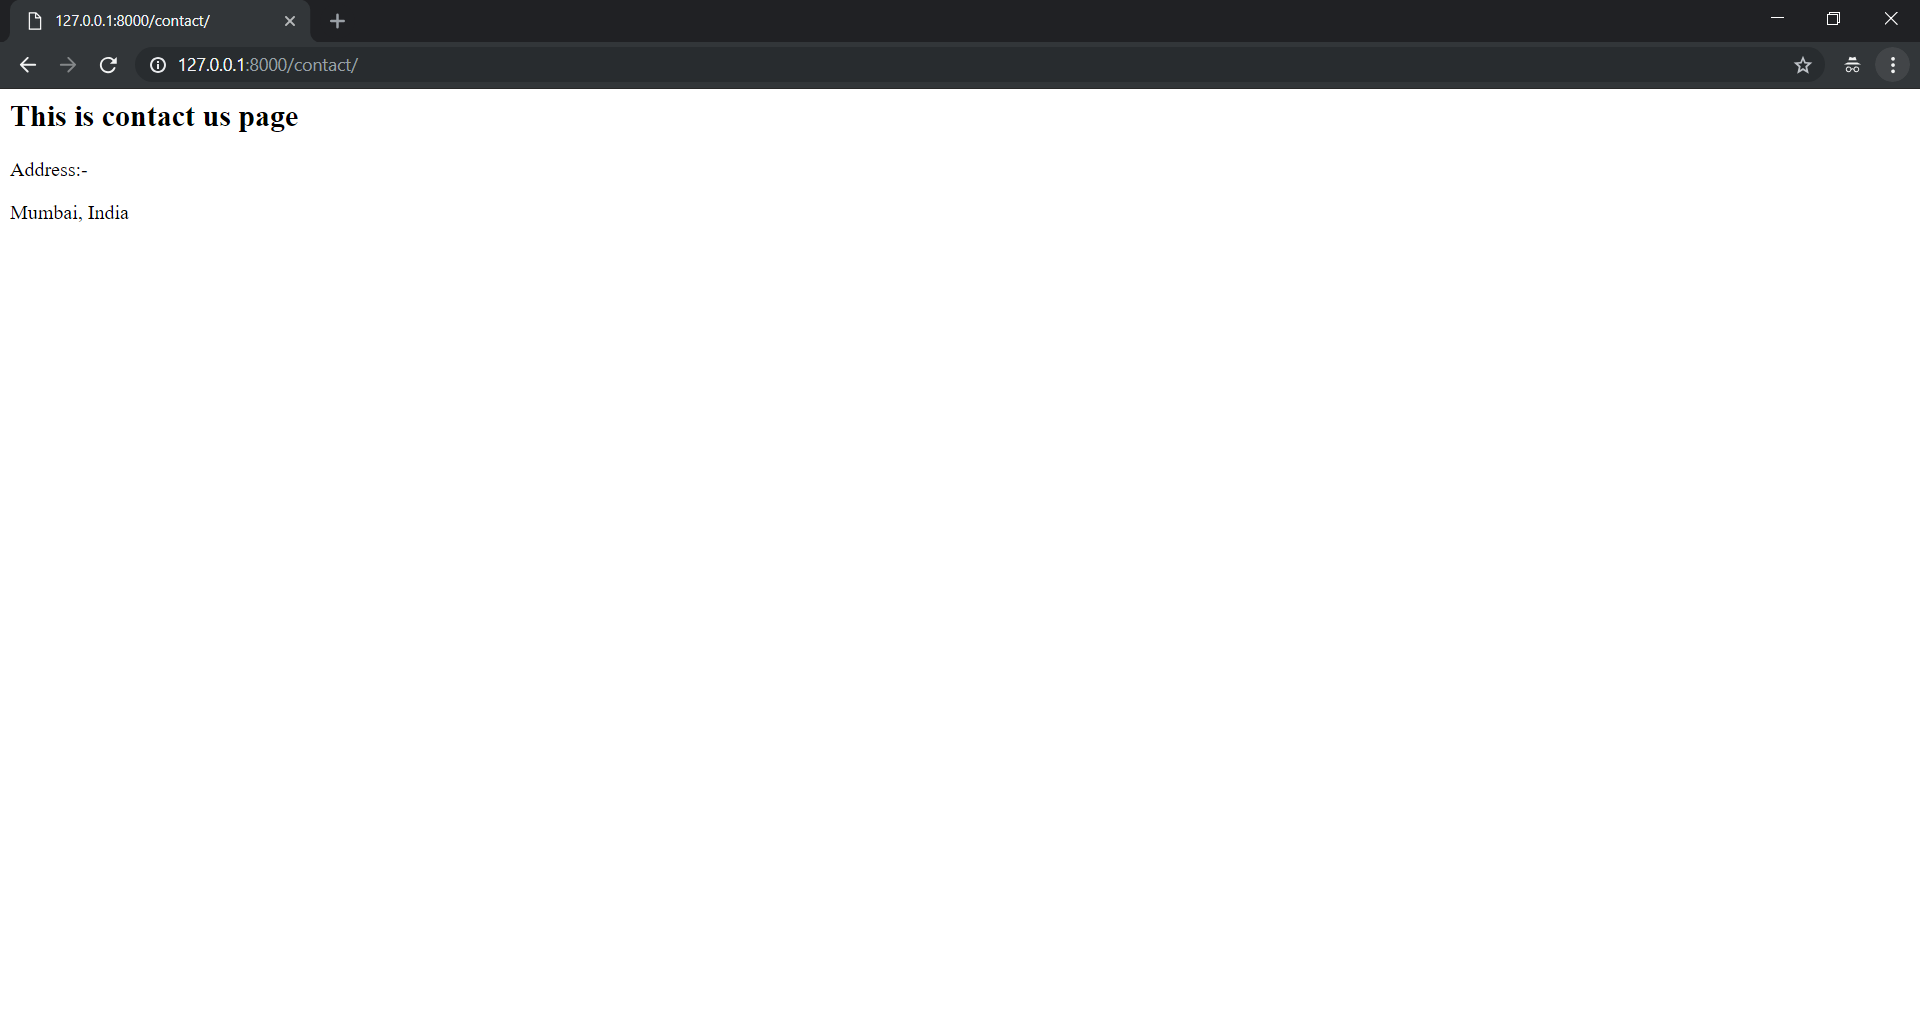 127.0.0.1:8000/contact/
127.0.0.1:8000/contact/
This is contact us page
Address:-
Mumbai, India